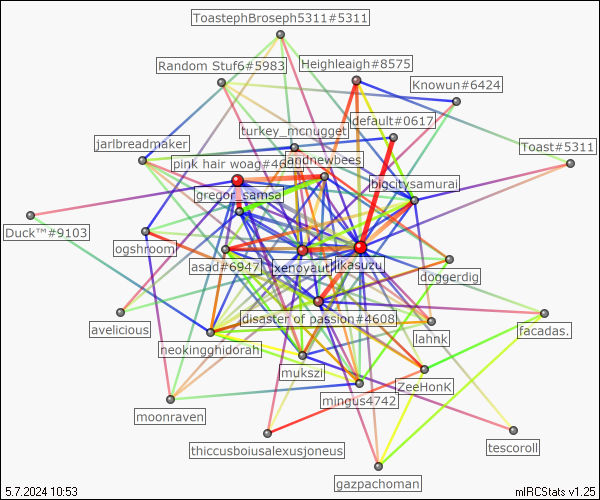 ToastephBroseph5311#5311
Random Stuf6#5983
Heighleaigh#8575
Knowun#6424
default#0617
turkey_mcnugget
jarlbreadmaker
Toast#5311
pink hair woag#46
andnewbees
bigcitysamurai
gregor_samsa
Duck™#9103
ogshroom
asad#6947
xenoyaut
likasuzu
doggerdig
disaster of passion#4608
avelicious
neokingghidorah
lahnk
facadas.
mukszi
ZeeHonK
mingus4742
moonraven
thiccusboiusalexusjoneus
tescoroll
gazpachoman
5.7.2024 10:53
mIRCStats v1.25